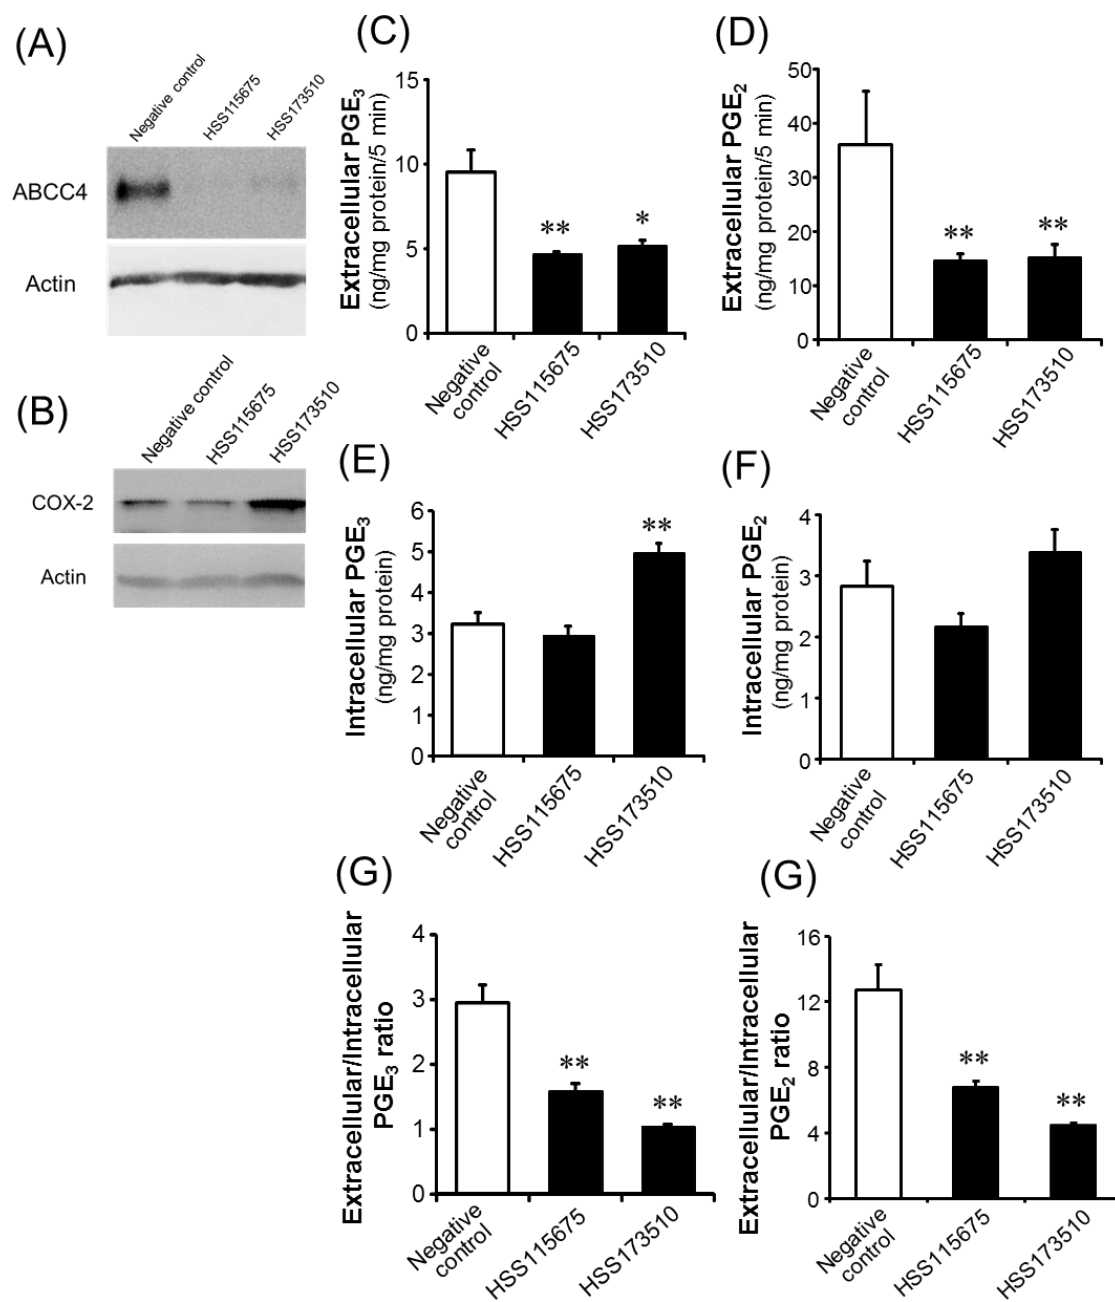 (A)
Negative control
HSS115675
HSS173510
ABCC4
Actin
(B)
Negative control
HSS115675
HSS173510
COX-2
Actin
(C)
Extracellular PGE3
(ng/mg protein/5 min)
15
10
5
0
**
*
Negative
control
HSS115675
HSS173510
(D)
Extracellular PGE2
(ng/mg protein/5 min)
50
40
30
20
10
0
**
**
Negative
control
HSS115675
HSS173510
(E)
Intracellular PGE3
(ng/mg protein)
6
5
4
3
2
1
0
**
Negative
control
HSS115675
HSS173510
(F)
Intracellular PGE2
(ng/mg protein)
4
3
2
1
0
Negative
control
HSS115675
HSS173510
(G)
Extracellular/Intracellular
PGE3 ratio
4
3
2
1
0
**
**
Negative
control
HSS115675
HSS173510
(G)
Extracellular/Intracellular
PGE2 ratio
16
12
8
4
0
**
**
Negative
control
HSS115675
HSS173510